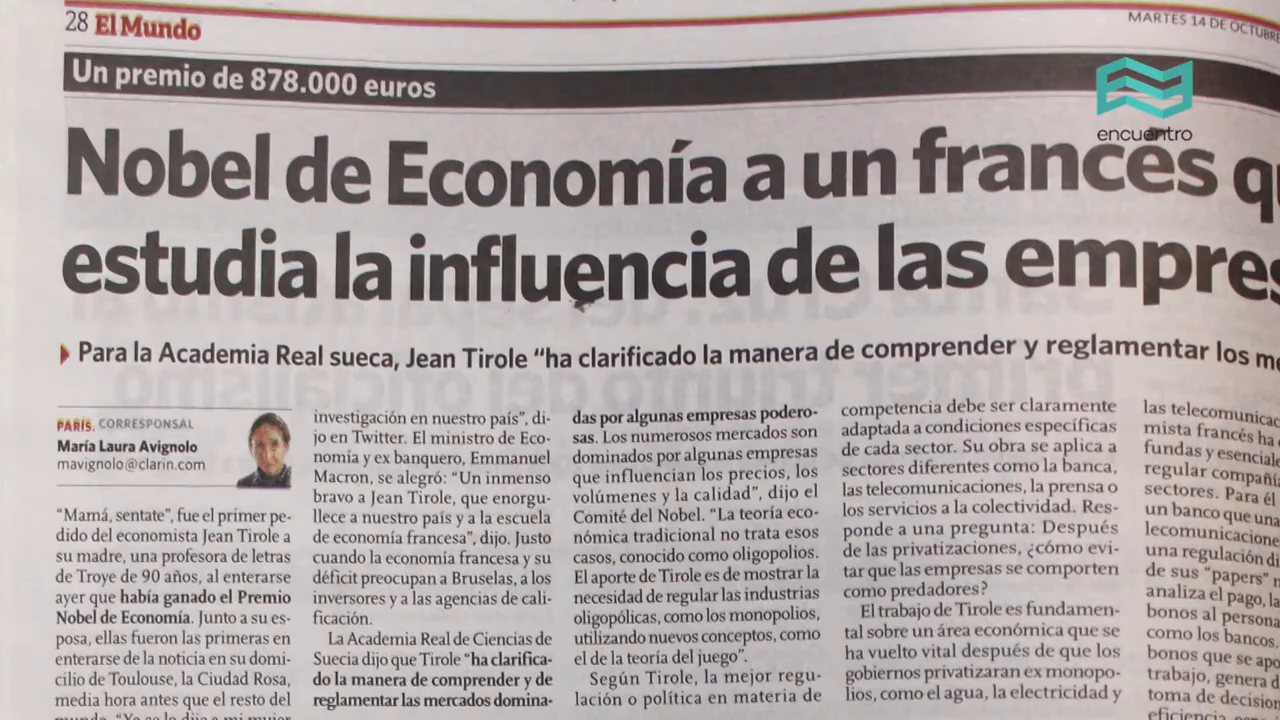 28 El Mundo
MARTES 14 DE OCTUBRE
encuentro
Un premio de 878.000 euros
Nobel de Economía a un francés
estudia la influencia de las
Para la Academia Real sueca, Jean Tirole “ha clarificado la manera de comprender y reglamentar los
PARÍS. CORRESPONSAL
María Laura Avignolo
mavignolo@clarin.com
“Mamá, sentate”, fue el primer pe-
dido del economista Jean Tirole a
su madre, una profesora de letras
de Troye de 90 años, al enterarse
ayer que había ganado el Premio
Nobel de Economía. Junto a su es-
posa, ellas fueron las primeras en
enterarse de la noticia en su domi-
cilio de Toulouse, la Ciudad Rosa,
media hora antes que el resto del
investigación en nuestro país”, di-
jo en Twitter. El ministro de Eco-
nomía y ex banquero, Emmanuel
Macron, se alegró: “Un inmenso
bravo a Jean Tirole, que enorgu-
llece a nuestro país y a la escuela
de economía francesa”, dijo. Justo
cuando la economía francesa y su
déficit preocupan a Bruselas, a los
inversores y a las agencias de cali-
ficación.
La Academia Real de Ciencias de
Suecia dijo que Tirole “ha clarifica-
do la manera de comprender y de
reglamentar los mercados domina-
das por algunas empresas podero-
sas. Los numerosos mercados son
dominados por algunas empresas
que influencian los precios, los
volúmenes y la calidad”, dijo el
Comité del Nobel. “La teoría eco-
nómica tradicional no trata esos
casos, conocido como oligopolios.
El aporte de Tirole es de mostrar la
necesidad de regular las industrias
oligopólicas, como los monopolios,
utilizando nuevos conceptos, como
el de la teoría del juego”.
Según Tirole, la mejor regu-
lación o política en materia de
competencia debe ser claramente
adaptada a condiciones específicas
de cada sector. Su obra se aplica a
sectores diferentes como la banca,
las telecomunicaciones, la prensa o
los servicios a la colectividad. Res-
ponde a una pregunta: Después
de las privatizaciones, ¿cómo evi-
tar que las empresas se comporten
como predadores?
El trabajo de Tirole es fundamen-
tal sobre un área económica que se
ha vuelto vital después de que los
gobiernos privatizaran ex monopo-
lios, como el agua, la electricidad y
las
mista francés ha
fundas y
regular
sectores. Para él
un banco que una
una regulación
de sus “papers”
analiza el pago, la
bonos al
como los bancos.
bonos que se
trabajo, genera
toma de